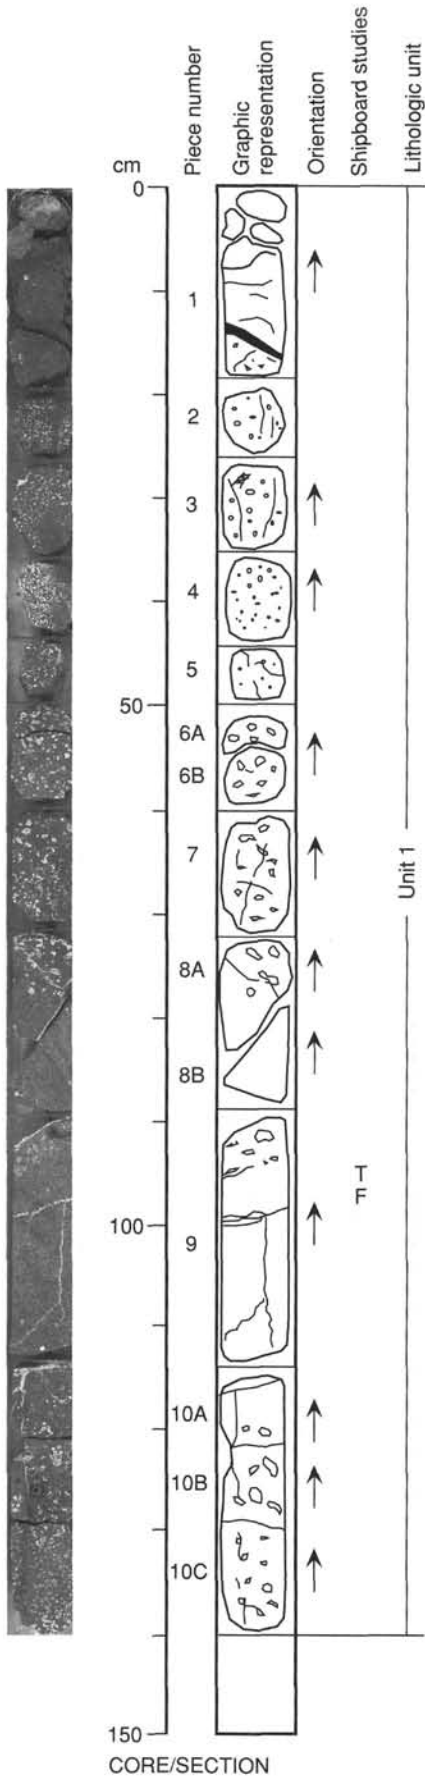 Piece number
Graphic
representation
Orientation
Shipboard studies
Lithologic unit
cm
0
1
2
3
4
5
50
6A
6B
7
Unit 1
8A
8B
T
F
100
9
10A
10B
10C
150
CORE/SECTION